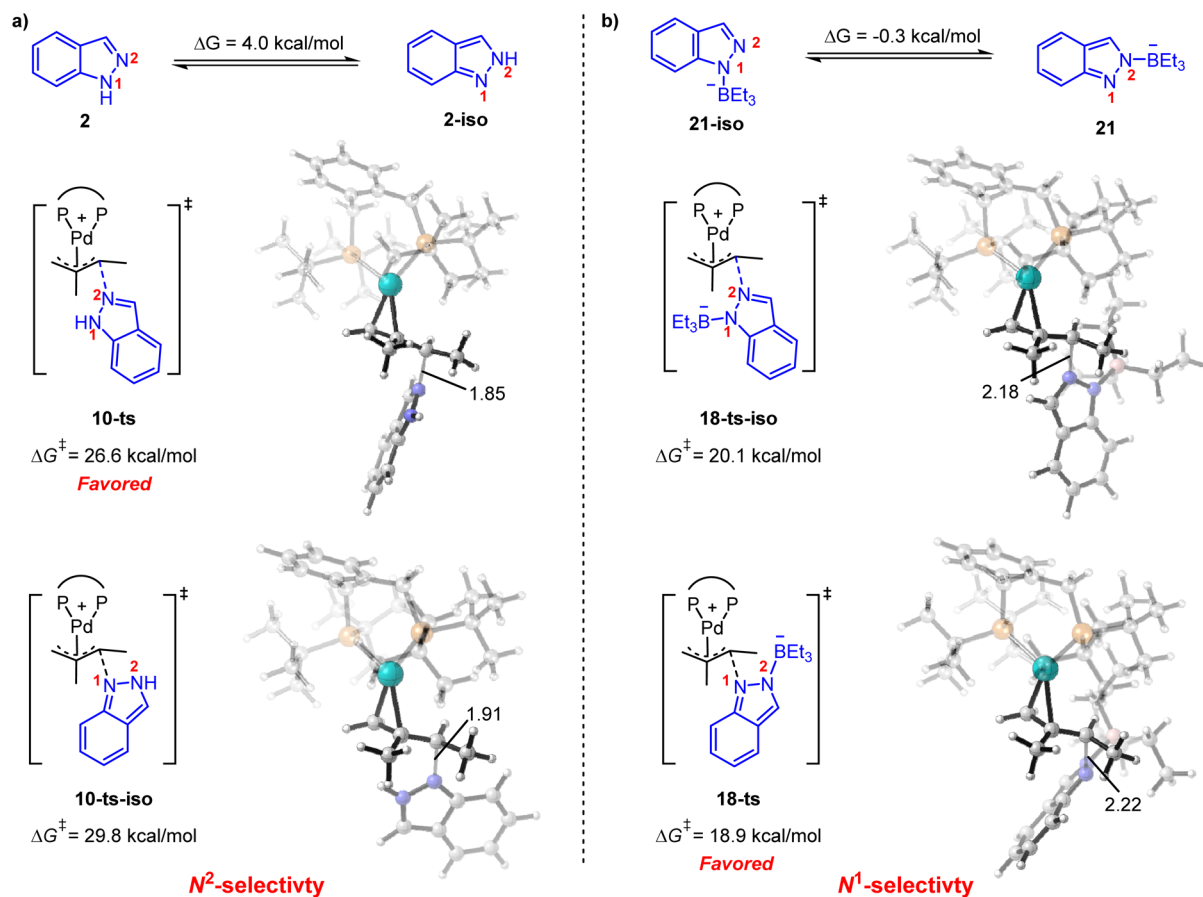 a)
ΔG = 4.0 kcal/mol
2
N
1
N
H
2
NH
2
N
1
2-iso
P P
+
Pd
‡
N
2
HN
1
10-ts
ΔG‡ = 26.6 kcal/mol
Favored
1.85
P P
+
Pd
‡
2
1 N NH
10-ts-iso
ΔG‡ = 29.8 kcal/mol
1.91
N2-selectivty
b)
ΔG = -0.3 kcal/mol
N 2
1
N
−
BEt3
21-iso
−
N BEt3
2
N
1
21
P P
+
Pd
‡
N
2
−
Et3B N
1
18-ts-iso
ΔG‡ = 20.1 kcal/mol
2.18
P P
+
Pd
‡
−
BEt3
2
1 N N
18-ts
ΔG‡ = 18.9 kcal/mol
Favored
2.22
N1-selectivty